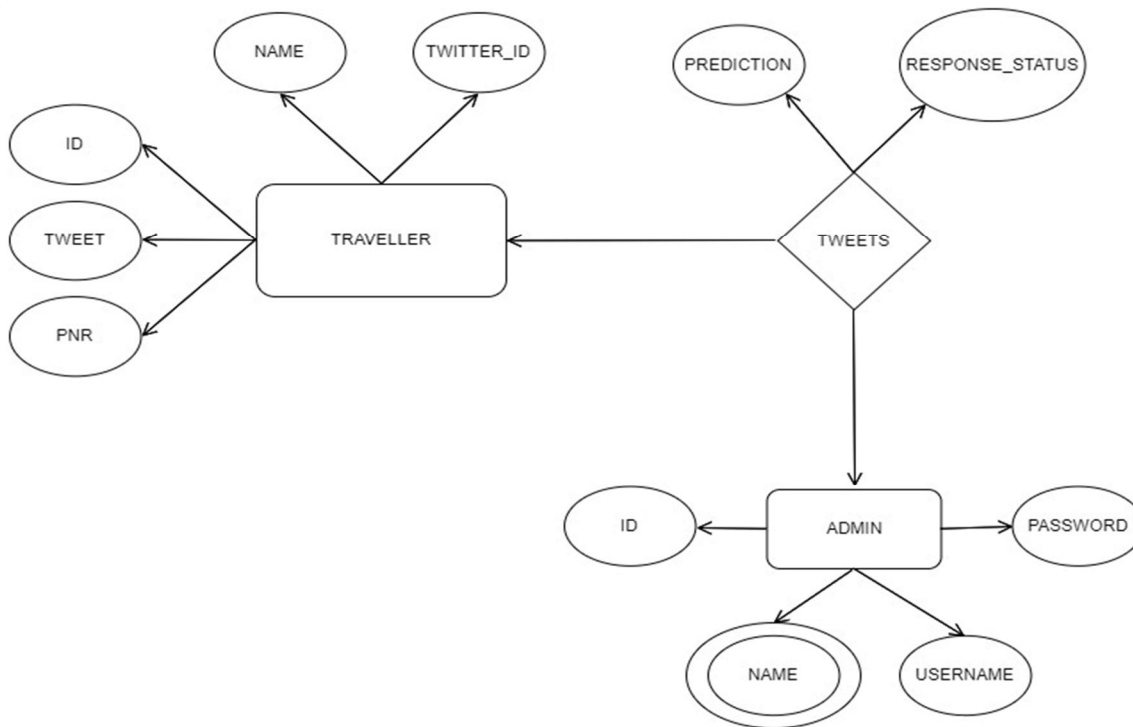 NAME
TWITTER_ID
PREDICTION
RESPONSE_STATUS
ID
TWEET
TRAVELLER
TWEETS
PNR
ID
ADMIN
PASSWORD
NAME
USERNAME